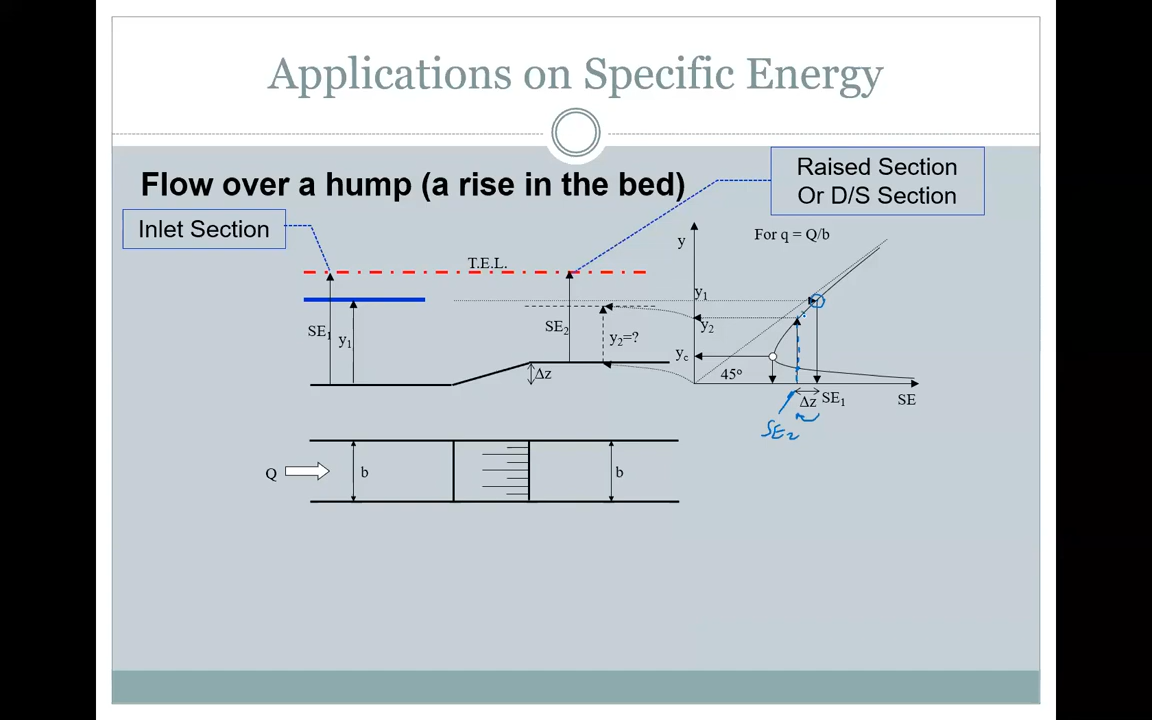 Applications on Specific Energy
Flow over a hump (a rise in the bed)
Raised Section
Or D/S Section
Inlet Section
For q = Q/b
y
T.E.L.
SE₁
y₁
SE₂
y₂=?
Δz
y₁
y₂
y꜀
45º
Δz
SE₁
SE
SE₂
Q
b
b